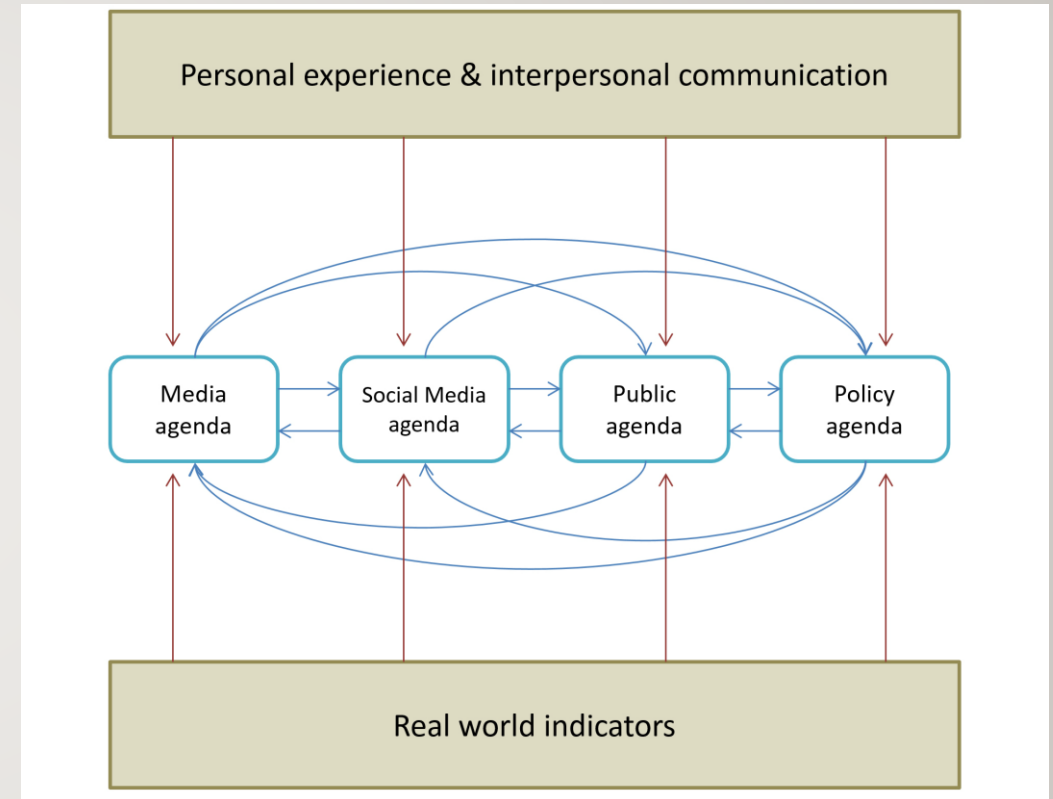 Personal experience & interpersonal communication
Media
agenda
Social Media
agenda
Public
agenda
Policy
agenda
Real world indicators